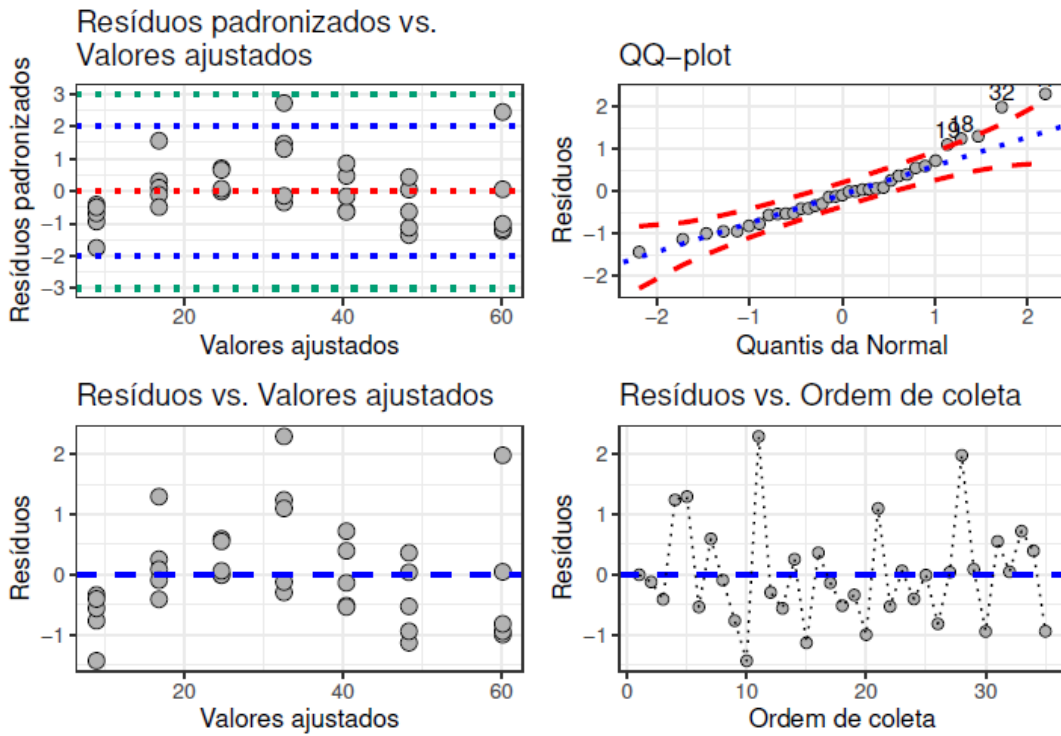 Resíduos padronizados vs.
Valores ajustados
Resíduos padronizados
3
2
1
0
−1
−2
−3
20
40
60
Valores ajustados
QQ−plot
Resíduos
2
1
0
−1
−2
32
18
19
−2
−1
0
1
2
Quantis da Normal
Resíduos vs. Valores ajustados
Resíduos
2
1
0
−1
20
40
60
Valores ajustados
Resíduos vs. Ordem de coleta
Resíduos
2
1
0
−1
0
10
20
30
Ordem de coleta